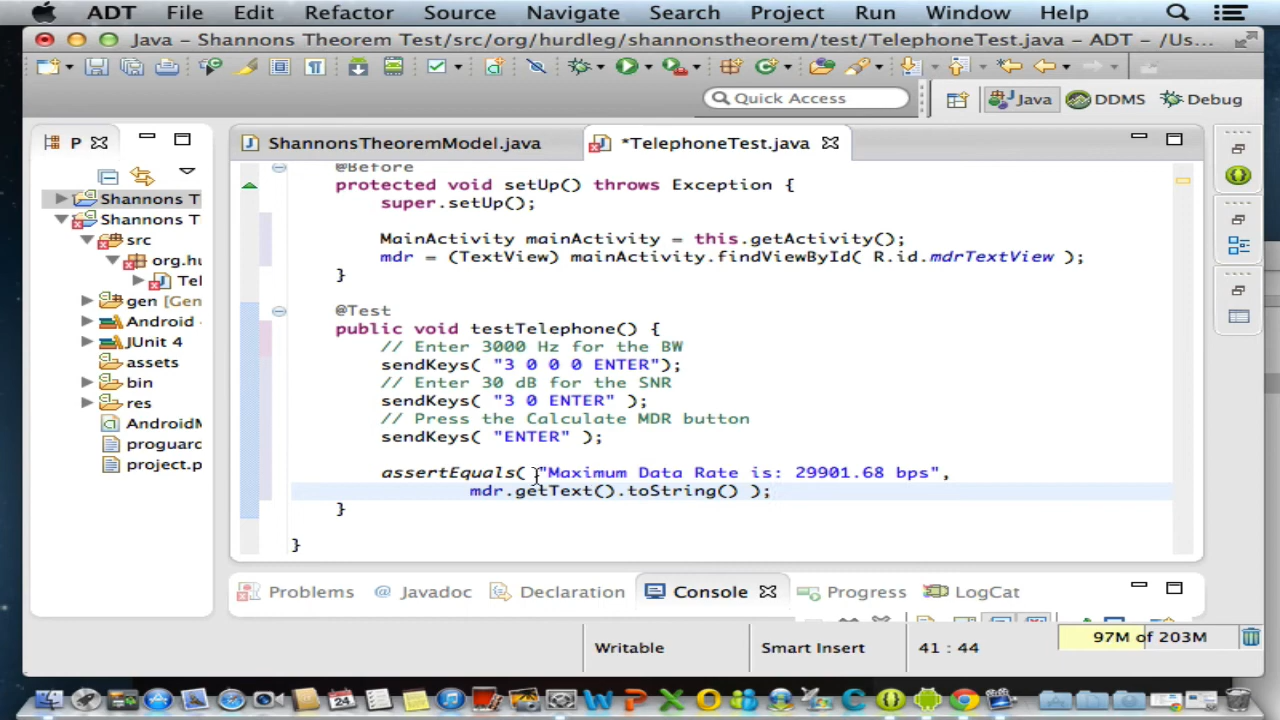 ADT File Edit Refactor Source Navigate Search Project Run Window Help
Java – Shannons Theorem Test/src/org/hurdleg/shannonstheorem/test/TelephoneTest.java – ADT – /Us...
Quick Access
Java DDMS Debug
P
ShannonsTheoremModel.java
*TelephoneTest.java
Shannons T
Shannons T
src
org.hu
Tel
gen [Gen
Android
JUnit 4
assets
bin
res
AndroidM
proguard
project.p
@Before
protected void setUp() throws Exception {
super.setUp();
MainActivity mainActivity = this.getActivity();
mdr = (TextView) mainActivity.findViewById( R.id.mdrTextView );
}
@Test
public void testTelephone() {
// Enter 3000 Hz for the BW
sendKeys( "3 0 0 0 ENTER");
// Enter 30 dB for the SNR
sendKeys( "3 0 ENTER" );
// Press the Calculate MDR button
sendKeys( "ENTER" );
assertEquals( "Maximum Data Rate is: 29901.68 bps",
mdr.getText().toString() );
}
}
Problems @ Javadoc Declaration Console Progress LogCat
Writable Smart Insert 41 : 44 97M of 203M